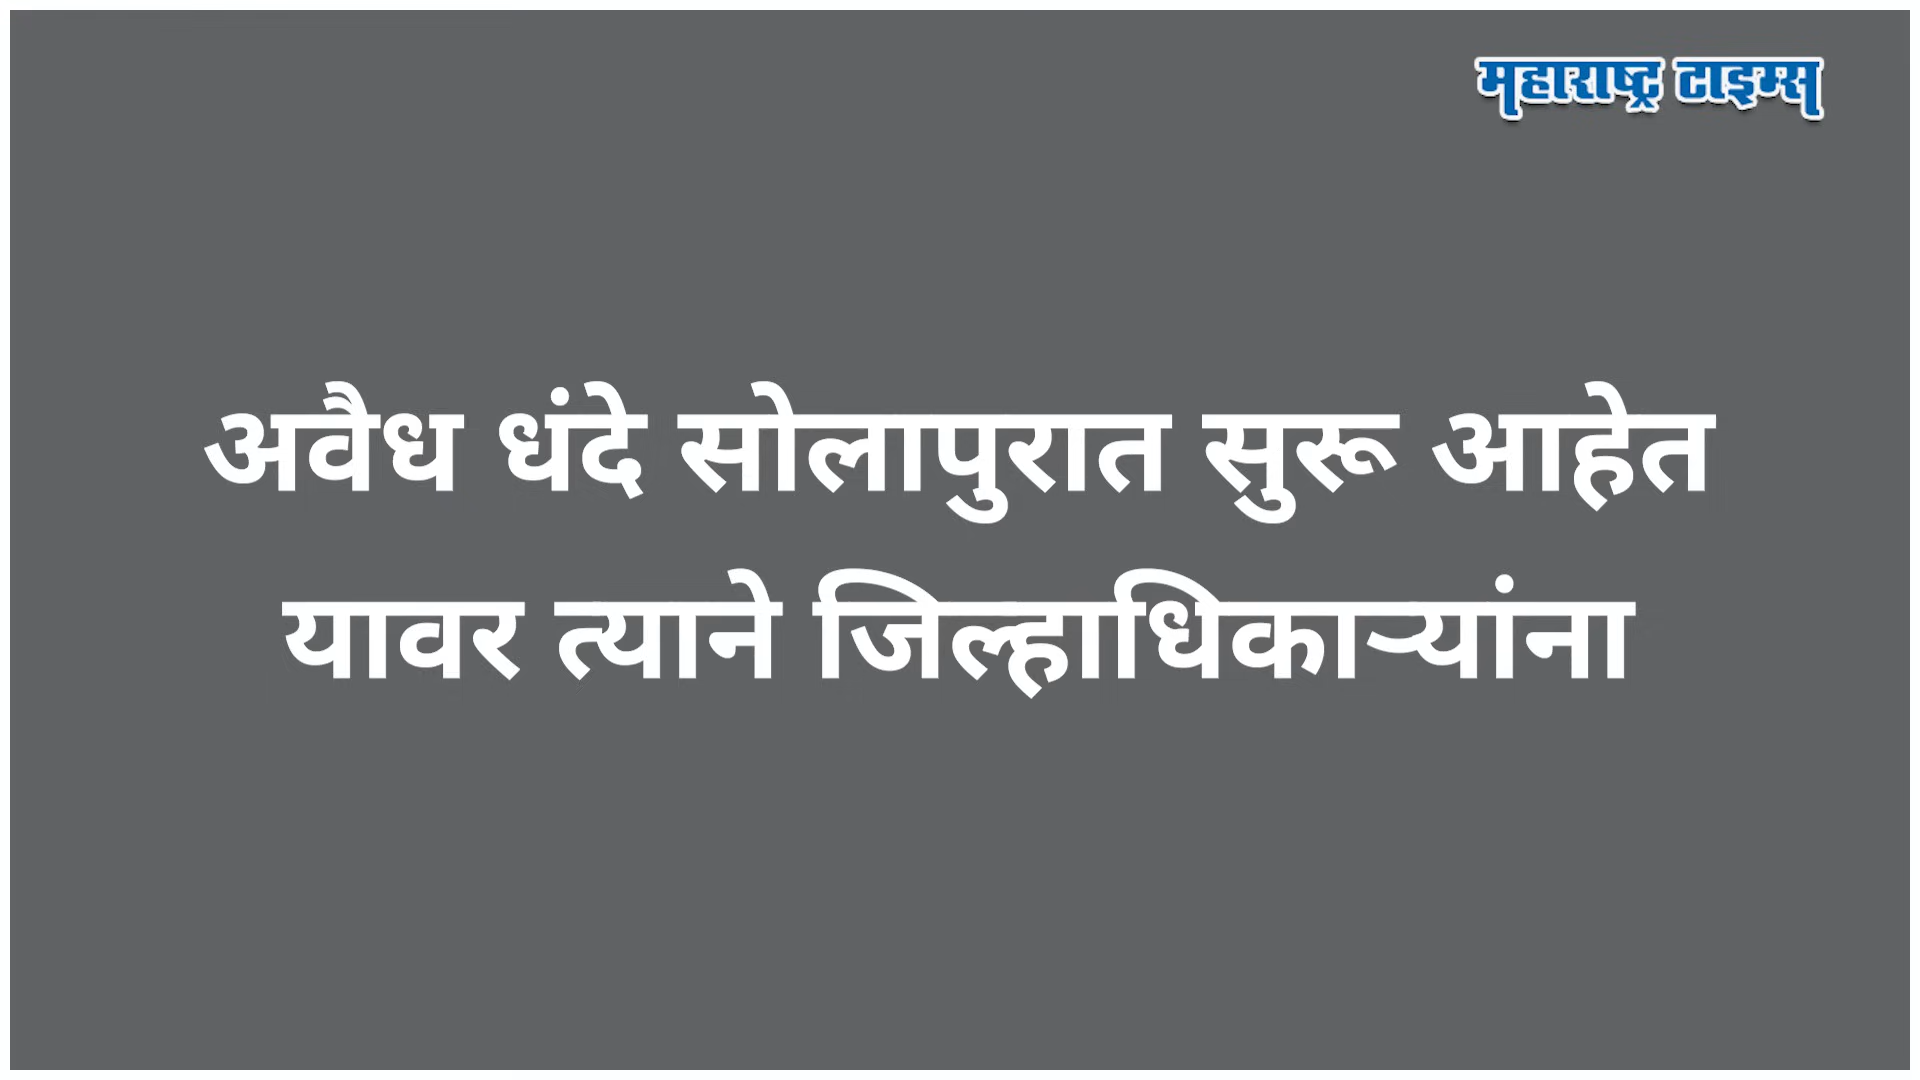 महाराष्ट्र टाइम्स
अवैध धंदे सोलापुरात सुरू आहेत
यावर त्याने जिल्हाधिकाऱ्यांना